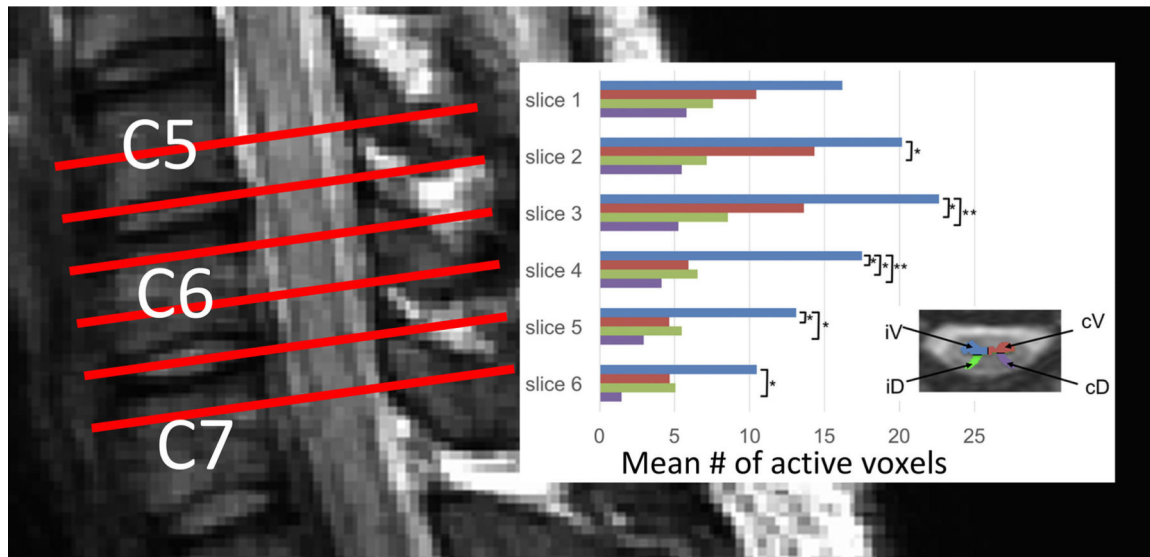 C5
C6
C7
slice 1
slice 2
*
slice 3
* **
slice 4
* * **
slice 5
* *
slice 6
*
iV
cV
iD
cD
0 5 10 15 20 25
Mean # of active voxels